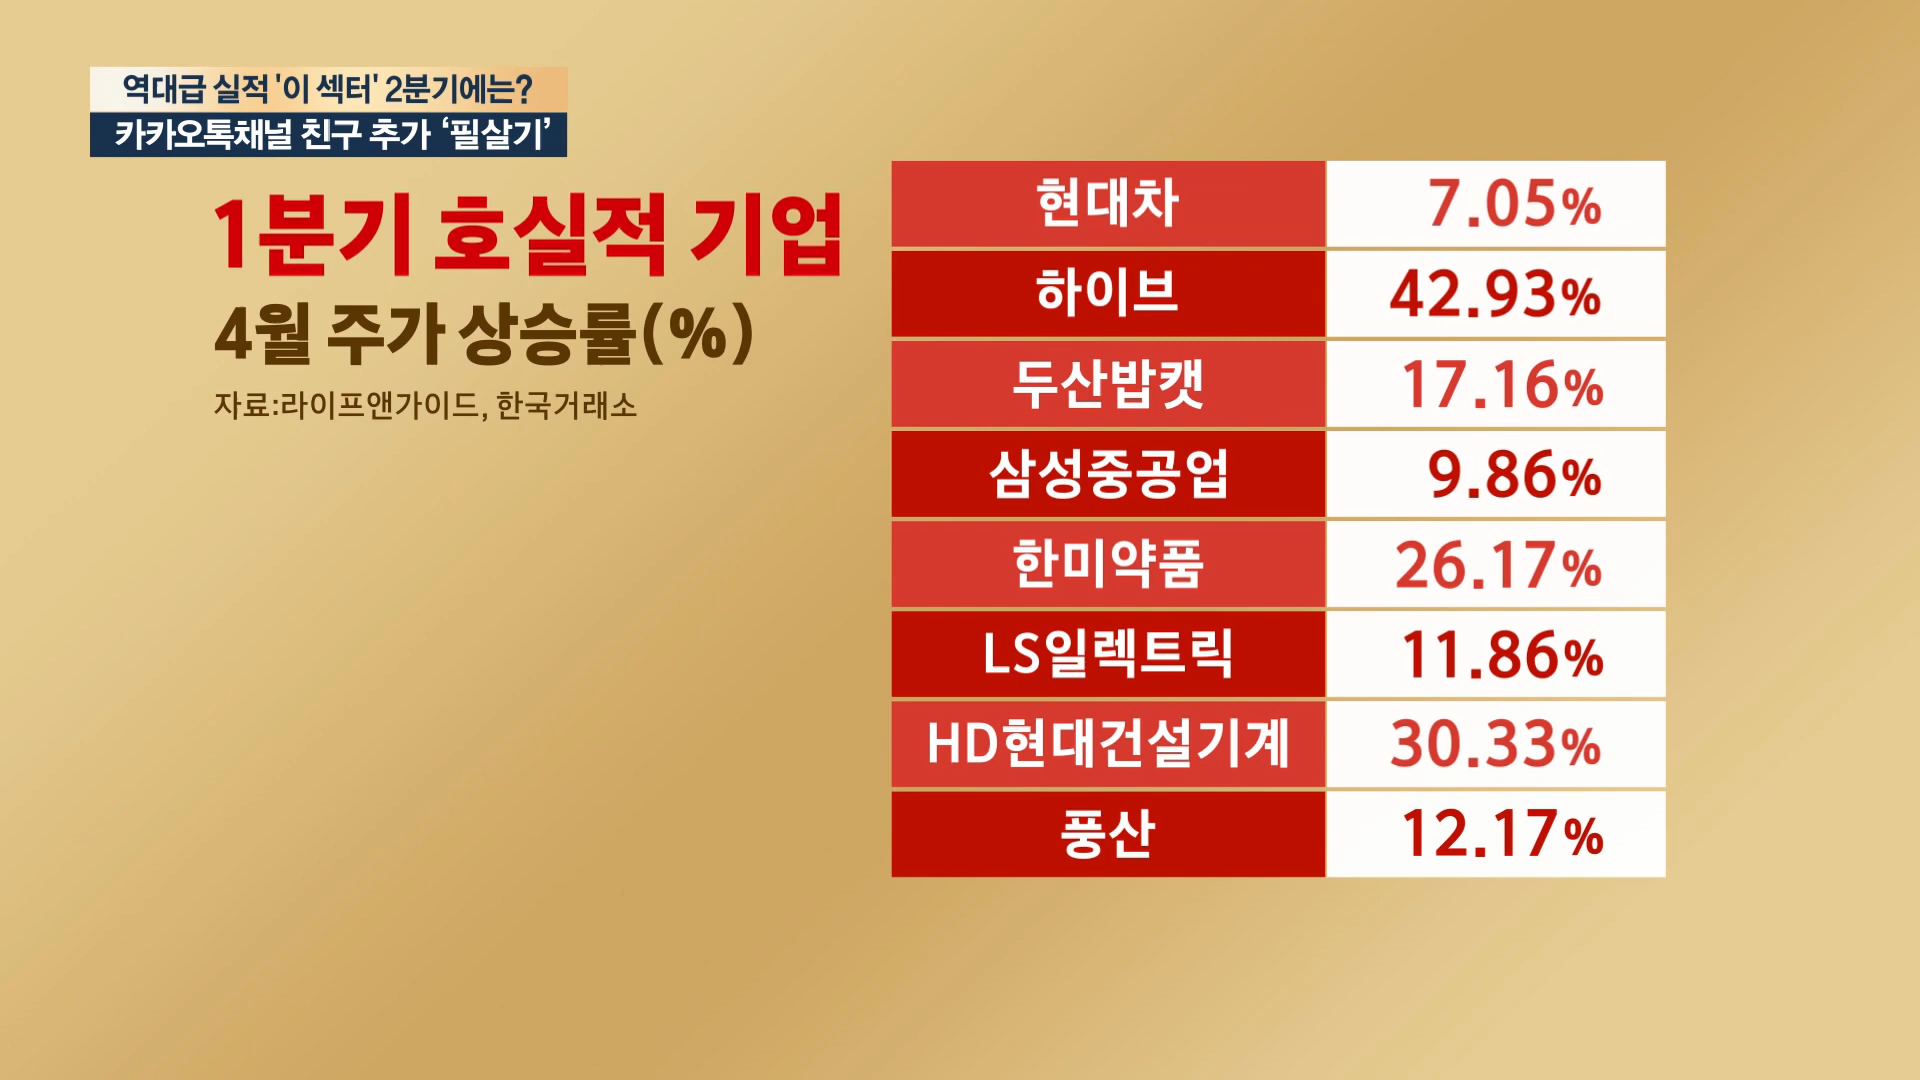 역대급 실적 '이 섹터' 2분기에는?
카카오톡채널 친구 추가 ‘필살기’
1분기 호실적 기업
4월 주가 상승률(%)
자료:라이프앤가이드, 한국거래소
현대차 7.05%
하이브 42.93%
두산밥캣 17.16%
삼성중공업 9.86%
한미약품 26.17%
LS일렉트릭 11.86%
HD현대건설기계 30.33%
풍산 12.17%